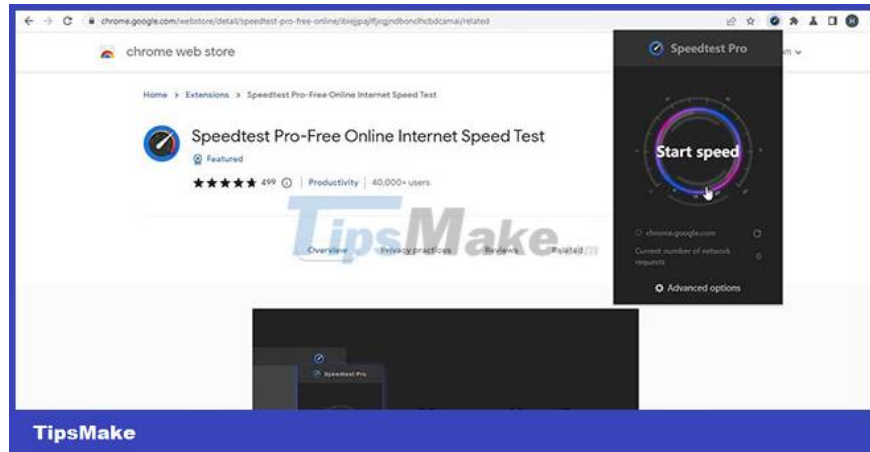 chrome.google.com/webstore/detail/speedtest-pro-free-online/
chrome web store
Home > Extensions > Speedtest Pro-Free Online Internet Speed Test
Speedtest Pro-Free Online Internet Speed Test
Featured
499 | Productivity | 40,000+ users
Overview Privacy practices Reviews Related
TipsMake.com
Speedtest Pro
Start speed
chrome.google.com
Current number of network
requests 0
Advanced options
Speedtest Pro
TipsMake